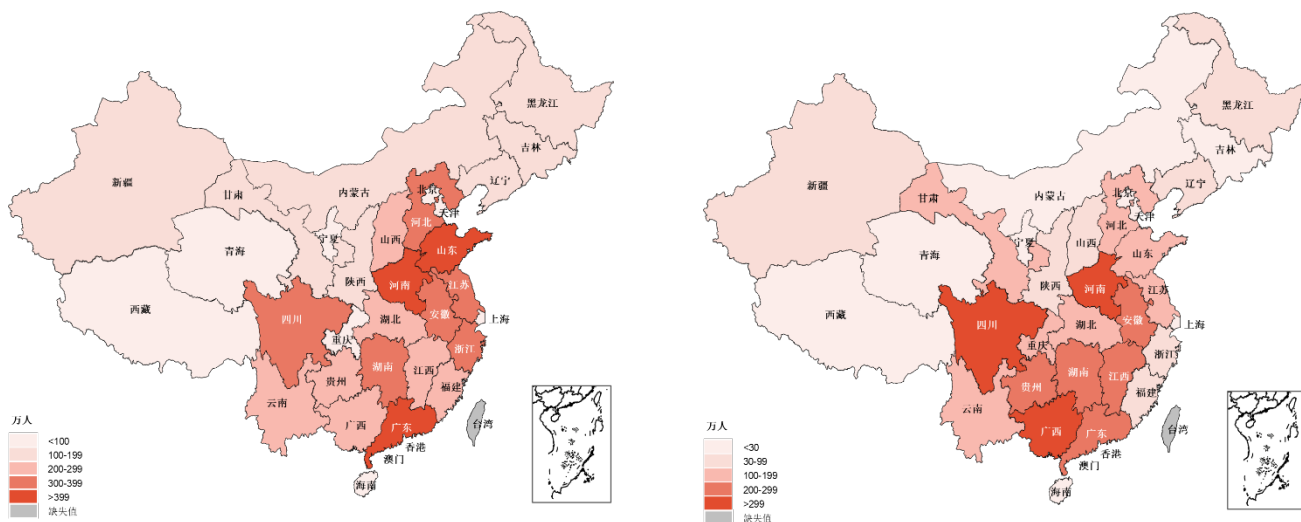 黑龙江
吉林
辽宁
新疆
甘肃
内蒙古
北京
天津
河北
宁夏
山西
山东
青海
陕西
河南
江苏
西藏
四川
湖北
安徽
上海
重庆
浙江
湖南
江西
贵州
福建
云南
广西
广东
台湾
香港
澳门
海南
万人
<100
100-199
200-299
300-399
>399
缺失值
黑龙江
吉林
辽宁
新疆
甘肃
内蒙古
北京
天津
河北
宁夏
山西
山东
青海
陕西
河南
江苏
西藏
四川
湖北
安徽
上海
重庆
浙江
贵州
湖南
江西
福建
云南
广西
广东
台湾
香港
澳门
海南
万人
<30
30-99
100-199
200-299
>299
缺失值